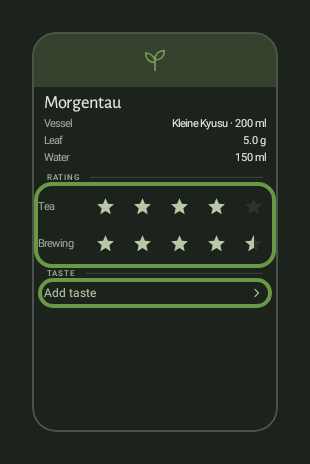 Morgentau
Vessel Kleine Kyusu · 200 ml
Leaf 5.0 g
Water 150 ml
RATING
Tea
Brewing
TASTE
Add taste